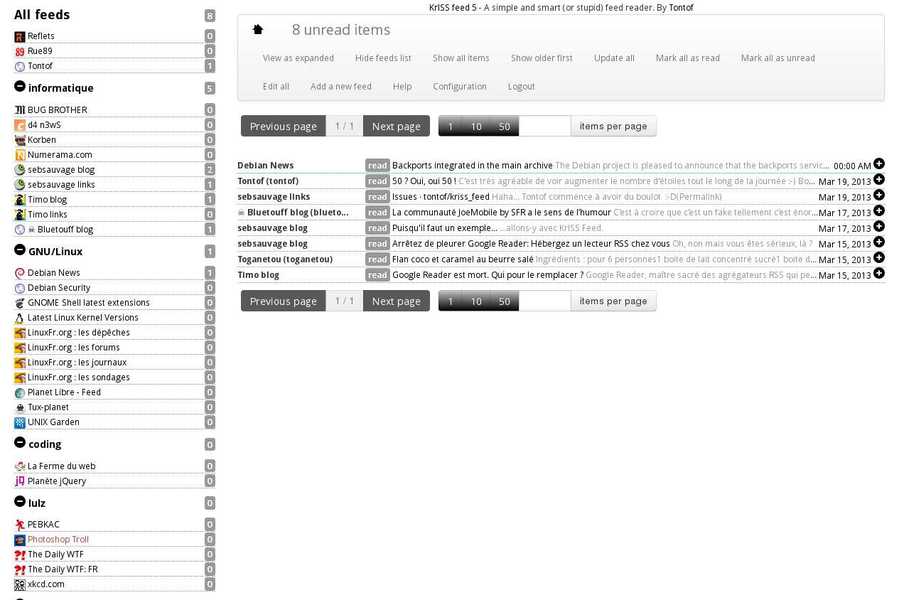 KrISS feed 5 - A simple and smart (or stupid) feed reader. By Tontof
All feeds 8
Reflets 0
Rue89 0
Tontof 1
informatique 5
BUG BROTHER 0
d4 n3wS 0
Korben 0
Numerama.com 0
sebsauvage blog 2
sebsauvage links 1
Timo blog 1
Timo links 0
☠ Bluetouff blog 1
GNU/Linux 1
Debian News 1
Debian Security 0
GNOME Shell latest extensions 0
Latest Linux Kernel Versions 0
LinuxFr.org : les dépêches 0
LinuxFr.org : les forums 0
LinuxFr.org : les journaux 0
LinuxFr.org : les sondages 0
Planet Libre - Feed 0
Tux-planet 0
UNIX Garden 0
coding 0
La Ferme du web 0
Planète jQuery 0
lulz 0
PEBKAC 0
Photoshop Troll 0
The Daily WTF 0
The Daily WTF: FR 0
xkcd.com 0
8 unread items
View as expanded Hide feeds list Show all items Show older first Update all Mark all as read Mark all as unread
Edit all Add a new feed Help Configuration Logout
Previous page 1 / 1 Next page 1 10 50 items per page
Debian News read Backports integrated in the main archive The Debian project is pleased to announce that the backports servic... 00:00 AM
Tontof (tontof) read 50 ? Oui, oui 50 ! C'est très agréable de voir augmenter le nombre d'étoiles tout le long de la journée :-) Bo... Mar 19, 2013
sebsauvage links read Issues · tontof/kriss_feed Haha... Tontof commence à avoir du boulot :-D(Permalink) Mar 19, 2013
☠ Bluetouff blog (blueto... read La communauté JoeMobile by SFR a le sens de l'humour C'est à croire que c'est un fake tellement c'est énor... Mar 17, 2013
sebsauvage blog read Puisqu'il faut un exemple... ...allons-y avec KrISS Feed. Mar 17, 2013
sebsauvage blog read Arrêtez de pleurer Google Reader: Hébergez un lecteur RSS chez vous Oh, non mais vous êtes sérieux, là ? Mar 15, 2013
Toganetou (toganetou) read Flan coco et caramel au beurre salé Ingrédients : pour 6 personnes1 boite de lait concentré sucré1 boite d... Mar 15, 2013
Timo blog read Google Reader est mort. Qui pour le remplacer ? Google Reader, maître sacré des agrégateurs RSS qui pe... Mar 15, 2013
Previous page 1 / 1 Next page 1 10 50 items per page